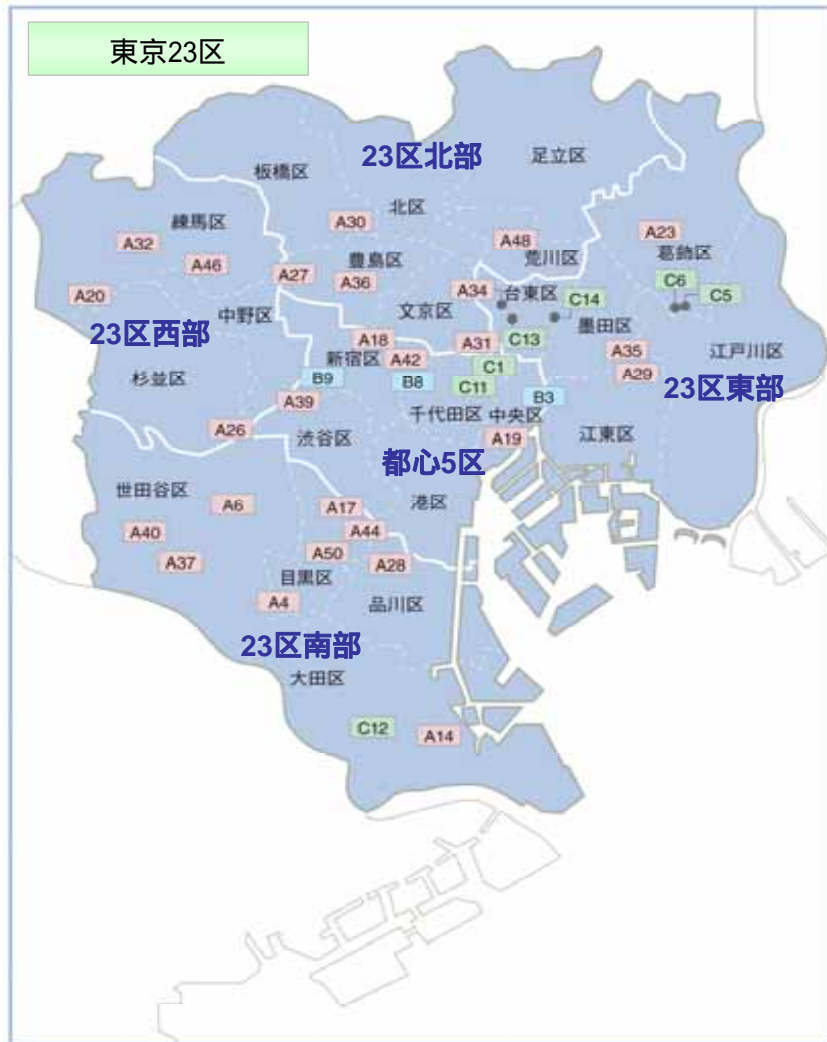 東京23区
23区北部
足立区
板橋区
北区
練馬区
A30
A23
A32
A48
荒川区
葛飾区
A46
豊島区
A27
A36
C6
C5
A20
A34
台東区
C14
文京区
中野区
墨田区
23区西部
A18
A31
C13
A35
江戸川区
新宿区
A42
C1
杉並区
B9
B8
C11
A29
23区東部
A39
B3
千代田区
中央区
A26
渋谷区
A19
江東区
都心5区
世田谷区
港区
A6
A17
A40
A44
A50
A37
A28
目黒区
A4
品川区
23区南部
大田区
C12
A14